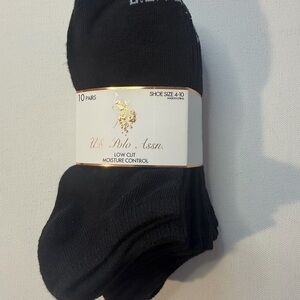 10 PAIRS
SHOE SIZE 4-10
U.S. Polo Assn.
LOW CUT
MOISTURE CONTROL